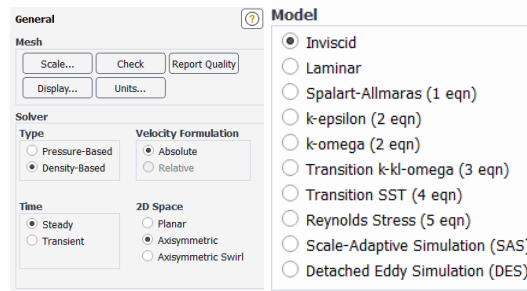 General
?
Mesh
Scale... Check Report Quality
Display... Units...
Solver
Type Velocity Formulation
Pressure-Based Absolute
Density-Based Relative
Time 2D Space
Steady Planar
Transient Axisymmetric
Axisymmetric Swirl
Model
Inviscid
Laminar
Spalart-Allmaras (1 eqn)
k-epsilon (2 eqn)
k-omega (2 eqn)
Transition k-kl-omega (3 eqn)
Transition SST (4 eqn)
Reynolds Stress (5 eqn)
Scale-Adaptive Simulation (SAS)
Detached Eddy Simulation (DES)